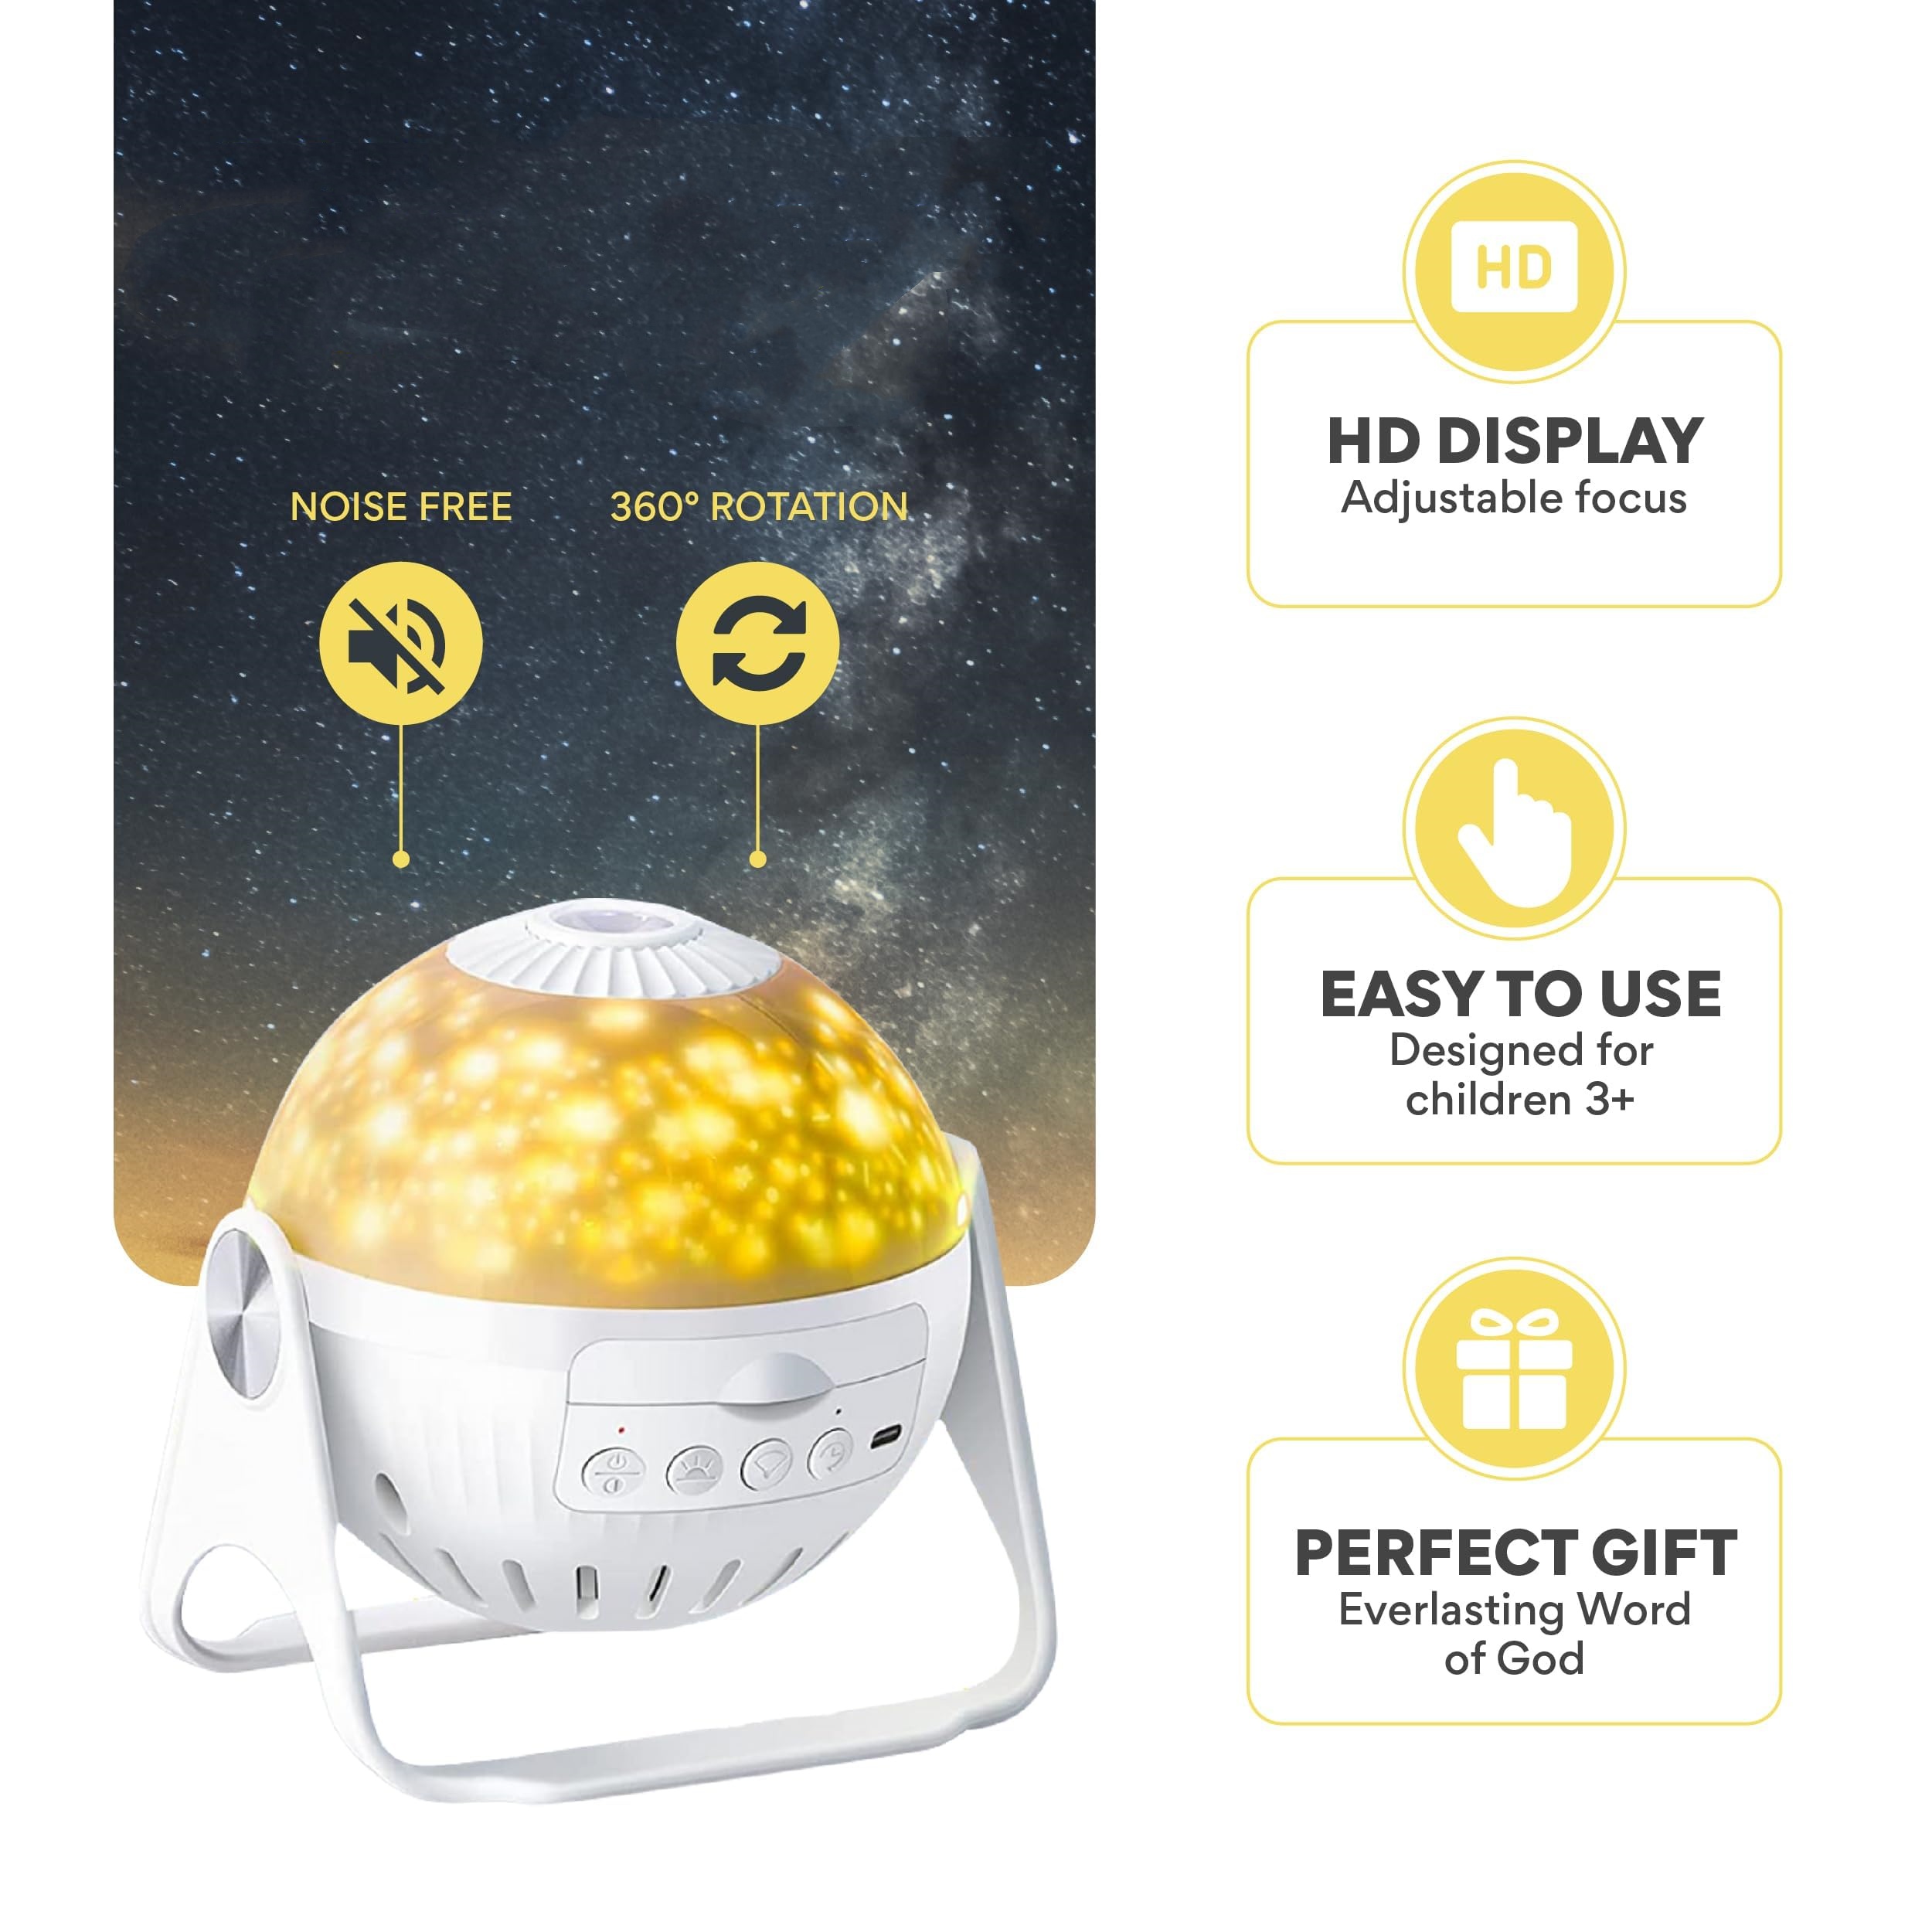 NOISE FREE
360° ROTATION
HD
HD DISPLAY
Adjustable focus
EASY TO USE
Designed for
children 3+
PERFECT GIFT
Everlasting Word
of God